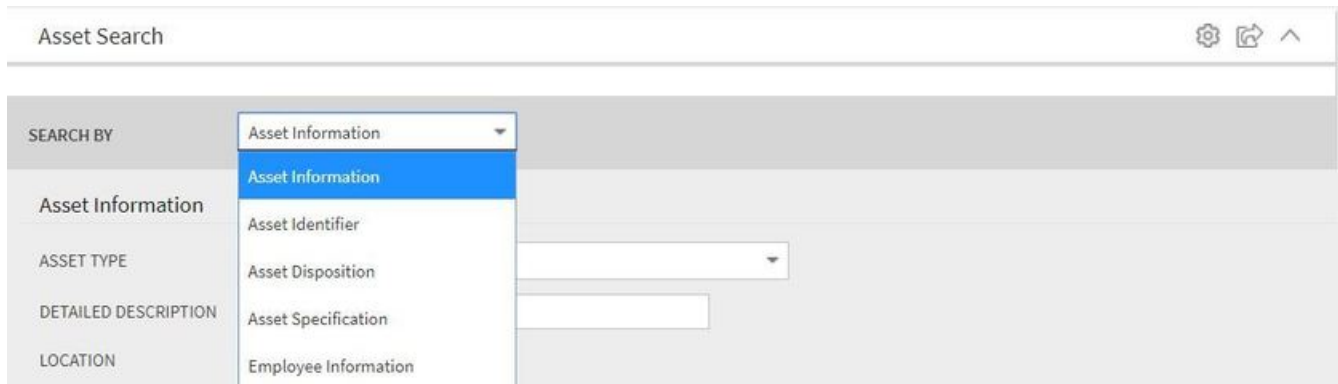 Asset Search
SEARCH BY
Asset Information
Asset Information
Asset Information
Asset Identifier
ASSET TYPE
Asset Disposition
DETAILED DESCRIPTION
Asset Specification
LOCATION
Employee Information